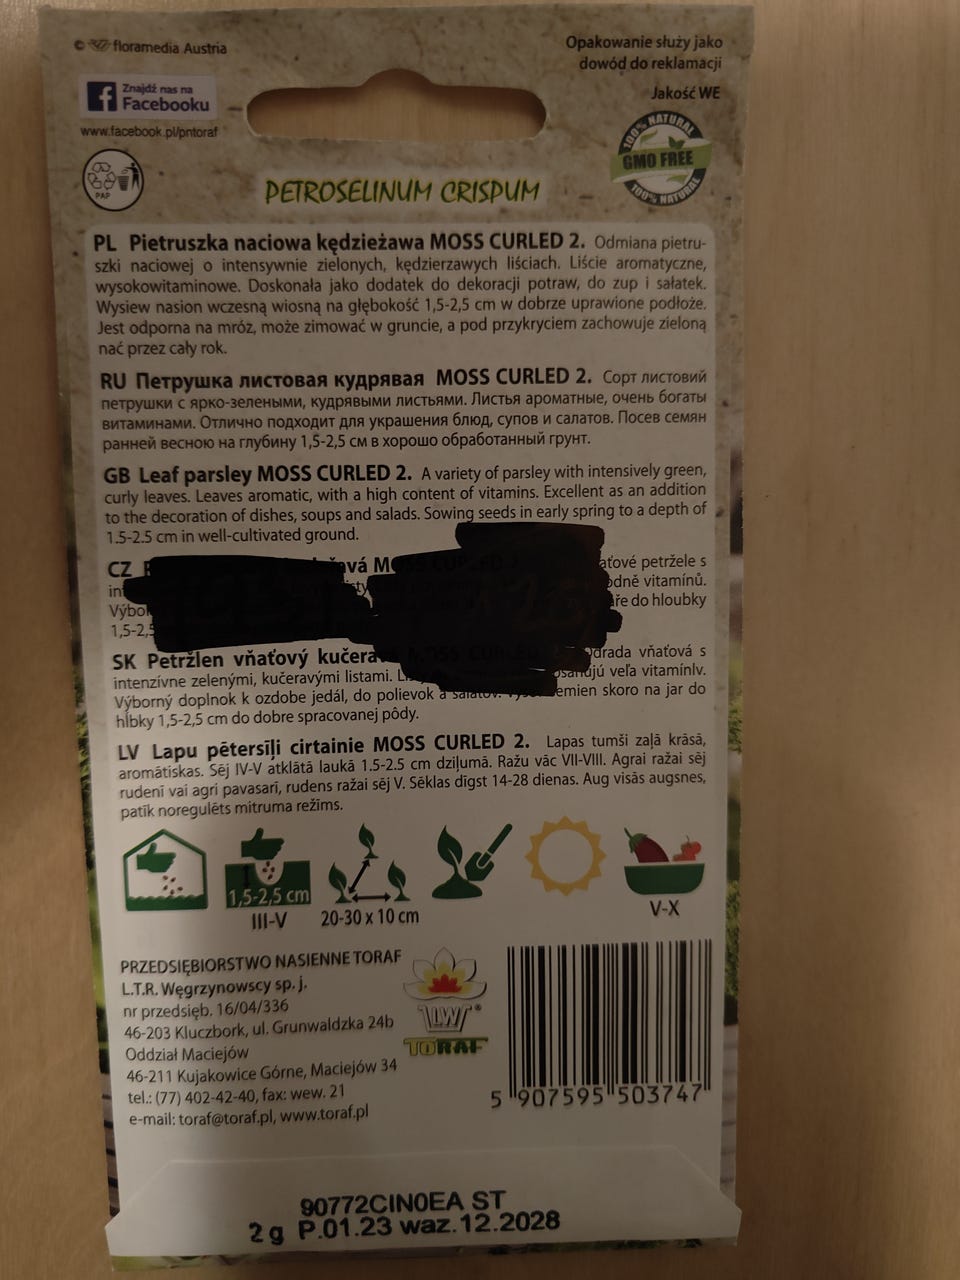 © floramedia Austria
Opakowanie służy jako
dowód do reklamacji
Jakość WE
Znajdź nas na
Facebooku
www.facebook.pl/pntoraf
PAP
100% NATURAL
GMO FREE
100% NATURAL
PETROSELINUM CRISPUM
PL Pietruszka naciowa kędzieżawa MOSS CURLED 2. Odmiana pietru-
szki naciowej o intensywnie zielonych, kędzierzawych liściach. Liście aromatyczne,
wysokowitaminowe. Doskonała jako dodatek do dekoracji potraw, do zup i sałatek.
Wysiew nasion wczesną wiosną na głębokość 1,5-2,5 cm w dobrze uprawione podłoże.
Jest odporna na mróz, może zimować w gruncie, a pod przykryciem zachowuje zieloną
nać przez cały rok.
RU Петрушка листовая кудрявая MOSS CURLED 2. Сорт листовий
петрушки с ярко-зелеными, кудрявыми листьями. Листья ароматные, очень богаты
витаминами. Отлично подходит для украшения блюд, супов и салатов. Посев семян
ранней весною на глубину 1,5-2,5 см в хорошо обработанный грунт.
GB Leaf parsley MOSS CURLED 2. A variety of parsley with intensively green,
curly leaves. Leaves aromatic, with a high content of vitamins. Excellent as an addition
to the decoration of dishes, soups and salads. Sowing seeds in early spring to a depth of
1.5-2.5 cm in well-cultivated ground.
CZ MOSS CURLED 2 petržele s
vitamínů.
do hloubky
SK Petržlen vňaťový MOSS CURLED vňaťová s
intenzívne zelenými, kučeravými listami. veľa vitamínlv.
Výborný doplnok k ozdobe jedál, do polievok a skoro na jar do
hĺbky 1,5-2,5 cm do dobre spracovanej pôdy.
LV Lapu pētersīļi cirtainie MOSS CURLED 2. Lapas tumši zaļā krāsā,
aromātiskas. Sēj IV-V atklātā laukā 1.5-2.5 cm dziļumā. Ražu vāc VII-VIII. Agrai ražai sēj
rudenī vai agri pavasarī, rudens ražai sēj V. Sēklas dīgst 14-28 dienas. Aug visās augsnes,
patīk noregulēts mitruma režīms.
1,5-2,5 cm
III-V
20-30 x 10 cm
V-X
PRZEDSIĘBIORSTWO NASIENNE TORAF
L.T.R. Węgrzynowscy sp. j.
nr przedsięb. 16/04/336
46-203 Kluczbork, ul. Grunwaldzka 24b
Oddział Maciejów
46-211 Kujakowice Górne, Maciejów 34
tel.: (77) 402-42-40, fax: wew. 21
e-mail: toraf@toraf.pl, www.toraf.pl
LWS ®
TORAF
5 907595 503747
90772CIN0EA ST
2 g P.01.23 waz.12.2028